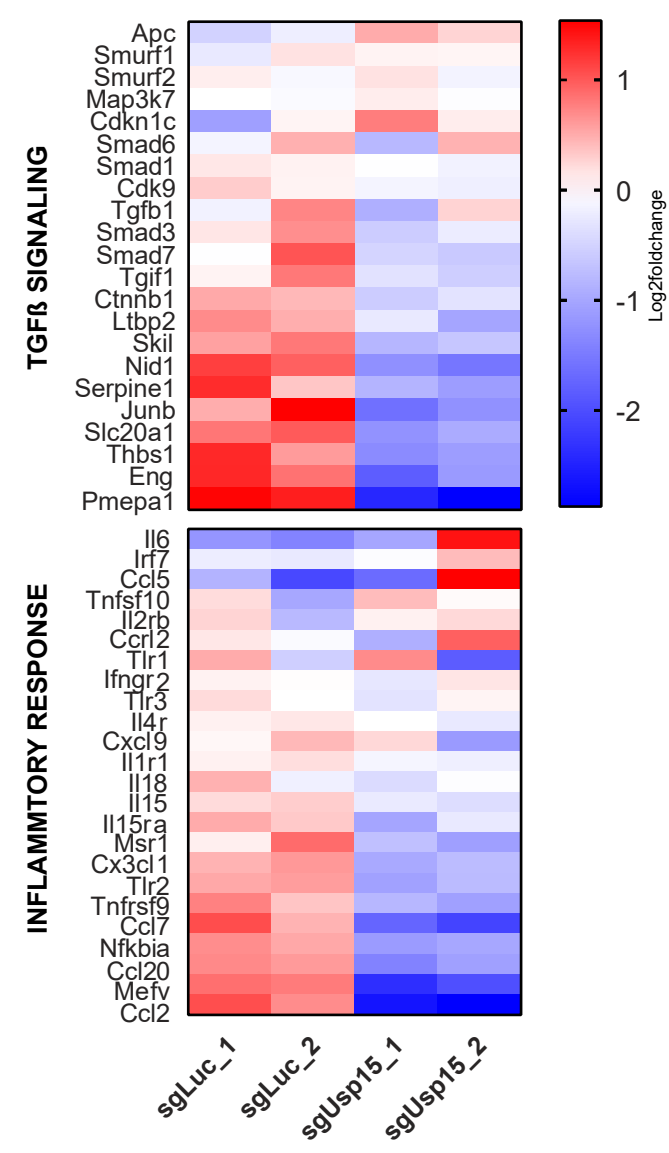 TGFß SIGNALING
Apc
Smurf1
Smurf2
Map3k7
Cdkn1c
Smad6
Smad1
Cdk9
Tgfb1
Smad3
Smad7
Tgif1
Ctnnb1
Ltbp2
Skil
Nid1
Serpine1
Junb
Slc20a1
Thbs1
Eng
Pmepa1
1
0
-1
-2
Log2foldchange
INFLAMMTORY RESPONSE
Il6
Irf7
Ccl5
Tnfsf10
Il2rb
Ccrl2
Tlr1
Ifngr2
Tlr3
Il4r
Cxcl9
Il1r1
Il18
Il15
Il15ra
Msr1
Cx3cl1
Tlr2
Tnfrsf9
Ccl7
Nfkbia
Ccl20
Mefv
Ccl2
sgLuc_1
sgLuc_2
sgUsp15_1
sgUsp15_2